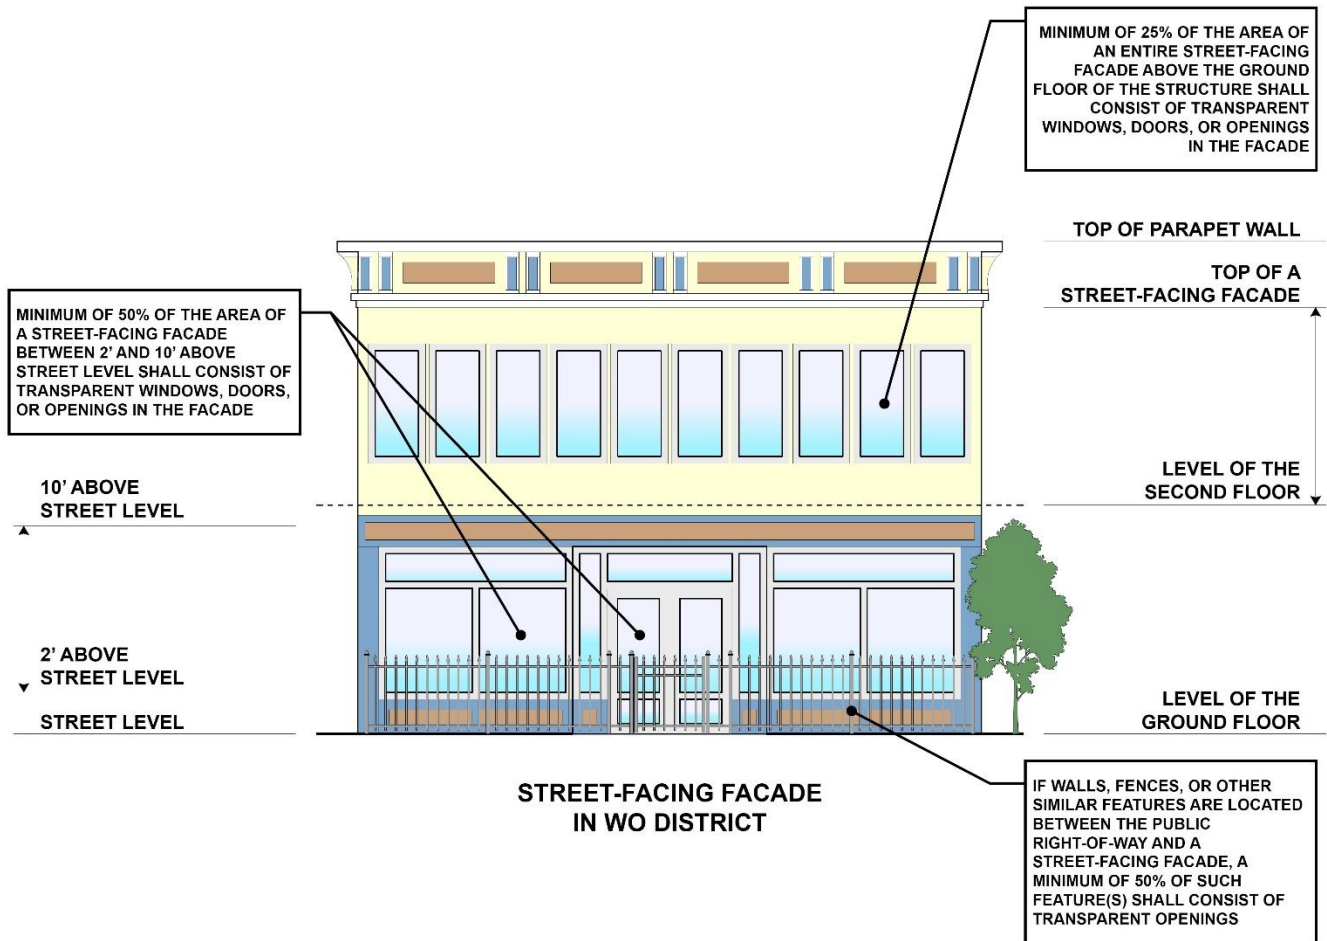 MINIMUM OF 25% OF THE AREA OF
AN ENTIRE STREET-FACING
FACADE ABOVE THE GROUND
FLOOR OF THE STRUCTURE SHALL
CONSIST OF TRANSPARENT
WINDOWS, DOORS, OR OPENINGS
IN THE FACADE
TOP OF PARAPET WALL
TOP OF A
STREET-FACING FACADE
MINIMUM OF 50% OF THE AREA OF
A STREET-FACING FACADE
BETWEEN 2' AND 10' ABOVE
STREET LEVEL SHALL CONSIST OF
TRANSPARENT WINDOWS, DOORS,
OR OPENINGS IN THE FACADE
10' ABOVE
STREET LEVEL
LEVEL OF THE
SECOND FLOOR
2' ABOVE
STREET LEVEL
STREET LEVEL
LEVEL OF THE
GROUND FLOOR
STREET-FACING FACADE
IN WO DISTRICT
IF WALLS, FENCES, OR OTHER
SIMILAR FEATURES ARE LOCATED
BETWEEN THE PUBLIC
RIGHT-OF-WAY AND A
STREET-FACING FACADE, A
MINIMUM OF 50% OF SUCH
FEATURE(S) SHALL CONSIST OF
TRANSPARENT OPENINGS